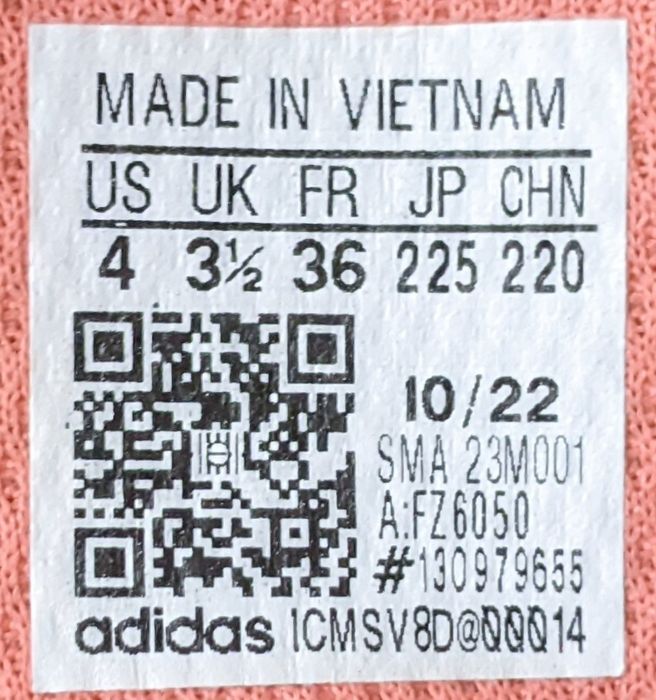 MADE IN VIETNAM
US UK FR JP CHN
4 3½ 36 225 220
10/22
SMA 23M001
A:FZ6050
#130979655
adidas 1CMSV8D@00014